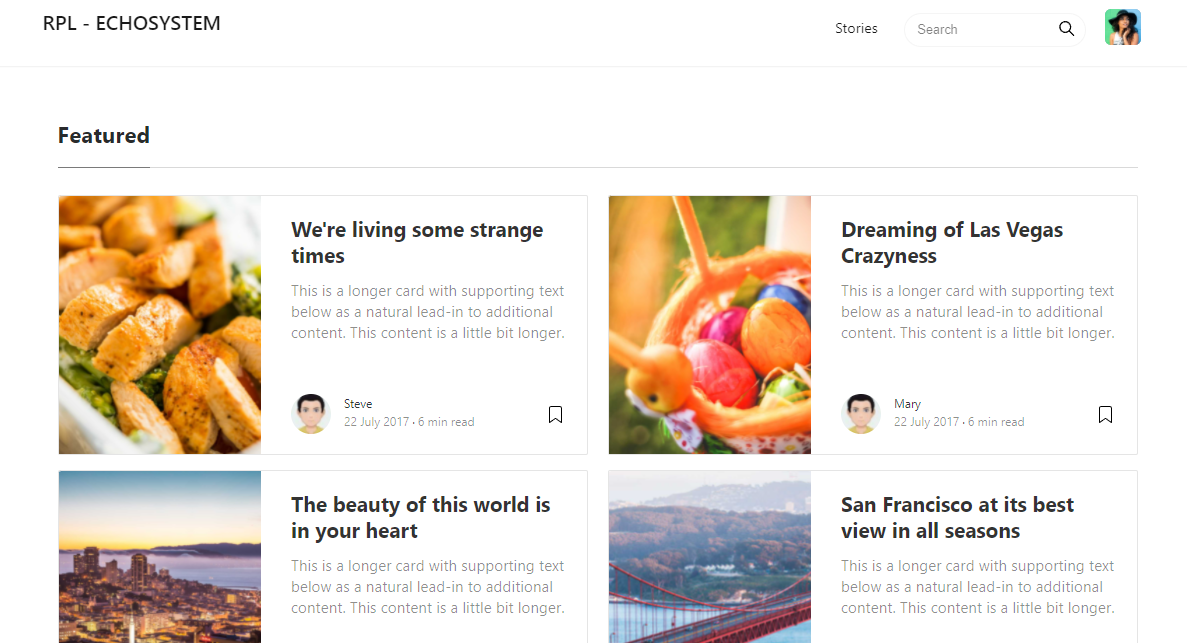 RPL - ECHOSYSTEM
Stories
Search
Featured
We're living some strange
times
This is a longer card with supporting text
below as a natural lead-in to additional
content. This content is a little bit longer.
Steve
22 July 2017 · 6 min read
Dreaming of Las Vegas
Crazyness
This is a longer card with supporting text
below as a natural lead-in to additional
content. This content is a little bit longer.
Mary
22 July 2017 · 6 min read
The beauty of this world is
in your heart
This is a longer card with supporting text
below as a natural lead-in to additional
content. This content is a little bit longer.
San Francisco at its best
view in all seasons
This is a longer card with supporting text
below as a natural lead-in to additional
content. This content is a little bit longer.